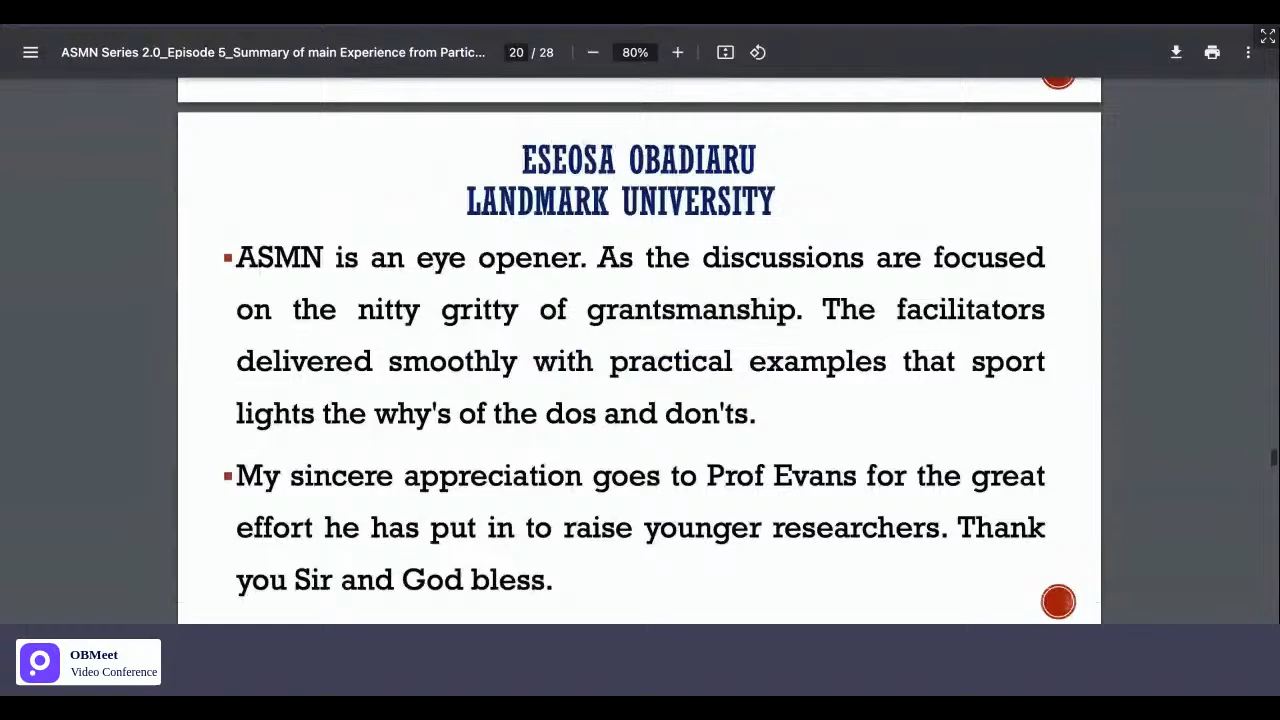 ASMN Series 2.0_Episode 5_Summary of main Experience from Partic...
20 / 28
80%
ESEOSA OBADIARU
LANDMARK UNIVERSITY
▪ASMN is an eye opener. As the discussions are focused
on the nitty gritty of grantsmanship. The facilitators
delivered smoothly with practical examples that sport
lights the why's of the dos and don'ts.
▪My sincere appreciation goes to Prof Evans for the great
effort he has put in to raise younger researchers. Thank
you Sir and God bless.
OBMeet
Video Conference